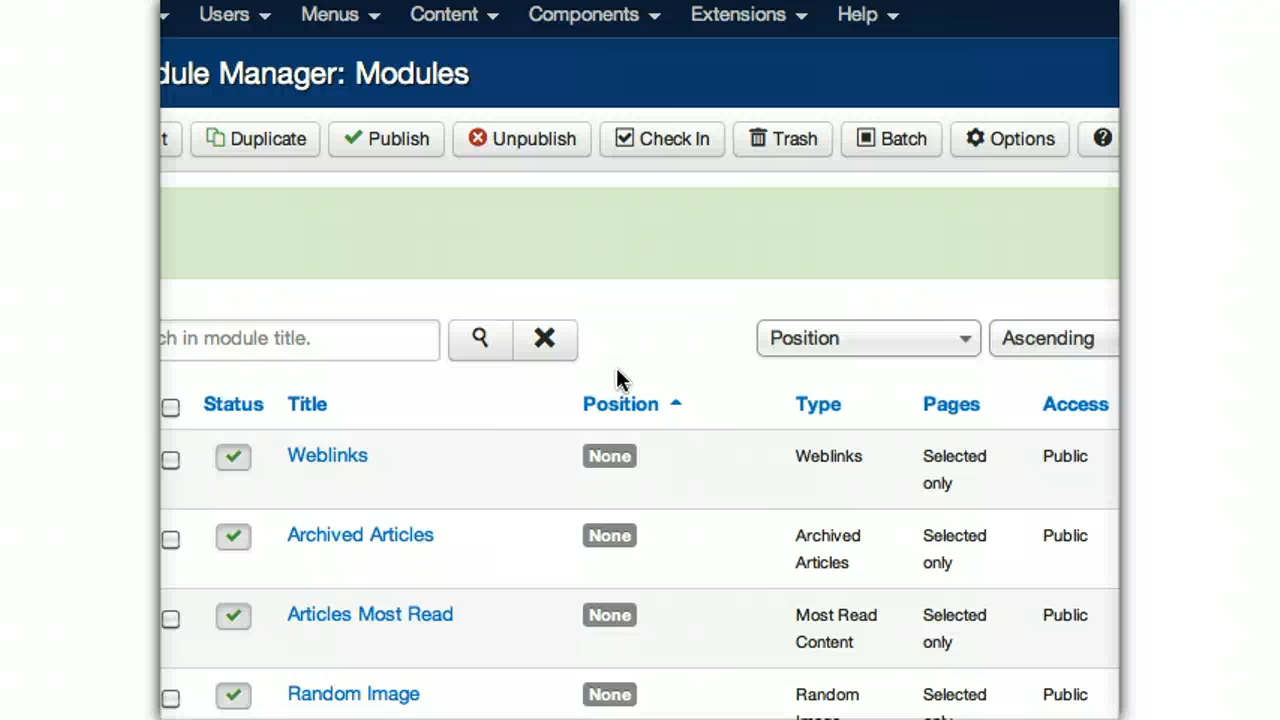 Users Menus Content Components Extensions Help
dule Manager: Modules
t Duplicate Publish Unpublish Check In Trash Batch Options
ch in module title. Position Ascending
Status Title Position Type Pages Access
Weblinks None Weblinks Selected only Public
Archived Articles None Archived Articles Selected only Public
Articles Most Read None Most Read Content Selected only Public
Random Image None Random Selected Public